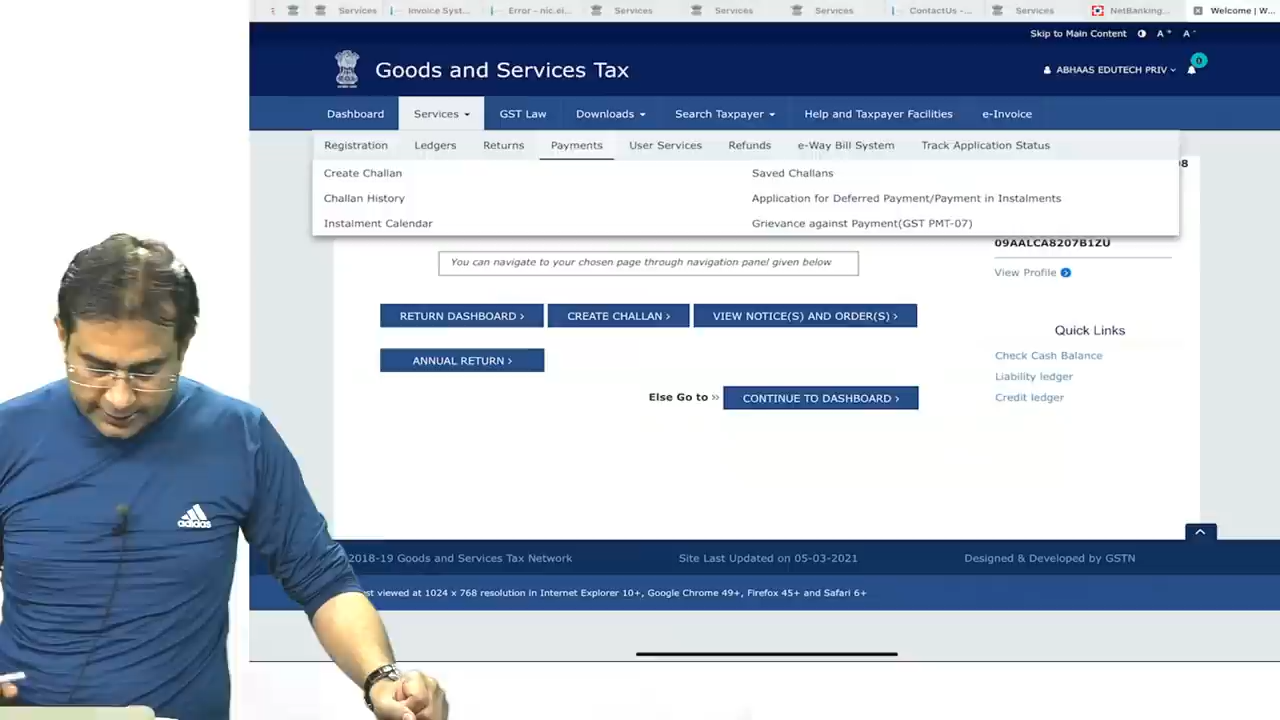 Services
Invoice Syst...
Error - nic.ei...
Services
Services
Services
ContactUs -...
Services
NetBanking...
Welcome | W...
Skip to Main Content A+ A-
Goods and Services Tax
ABHAAS EDUTECH PRIV
0
Dashboard Services GST Law Downloads Search Taxpayer Help and Taxpayer Facilities e-Invoice
Registration Ledgers Returns Payments User Services Refunds e-Way Bill System Track Application Status
8
Create Challan Saved Challans
Challan History Application for Deferred Payment/Payment in Instalments
Instalment Calendar Grievance against Payment(GST PMT-07)
09AALCA8207B1ZU
You can navigate to your chosen page through navigation panel given below
View Profile
RETURN DASHBOARD > CREATE CHALLAN > VIEW NOTICE(S) AND ORDER(S) >
Quick Links
ANNUAL RETURN >
Check Cash Balance
Liability ledger
Else Go to >> CONTINUE TO DASHBOARD >
Credit ledger
adidas
2018-19 Goods and Services Tax Network Site Last Updated on 05-03-2021 Designed & Developed by GSTN
viewed at 1024 x 768 resolution in Internet Explorer 10+, Google Chrome 49+, Firefox 45+ and Safari 6+